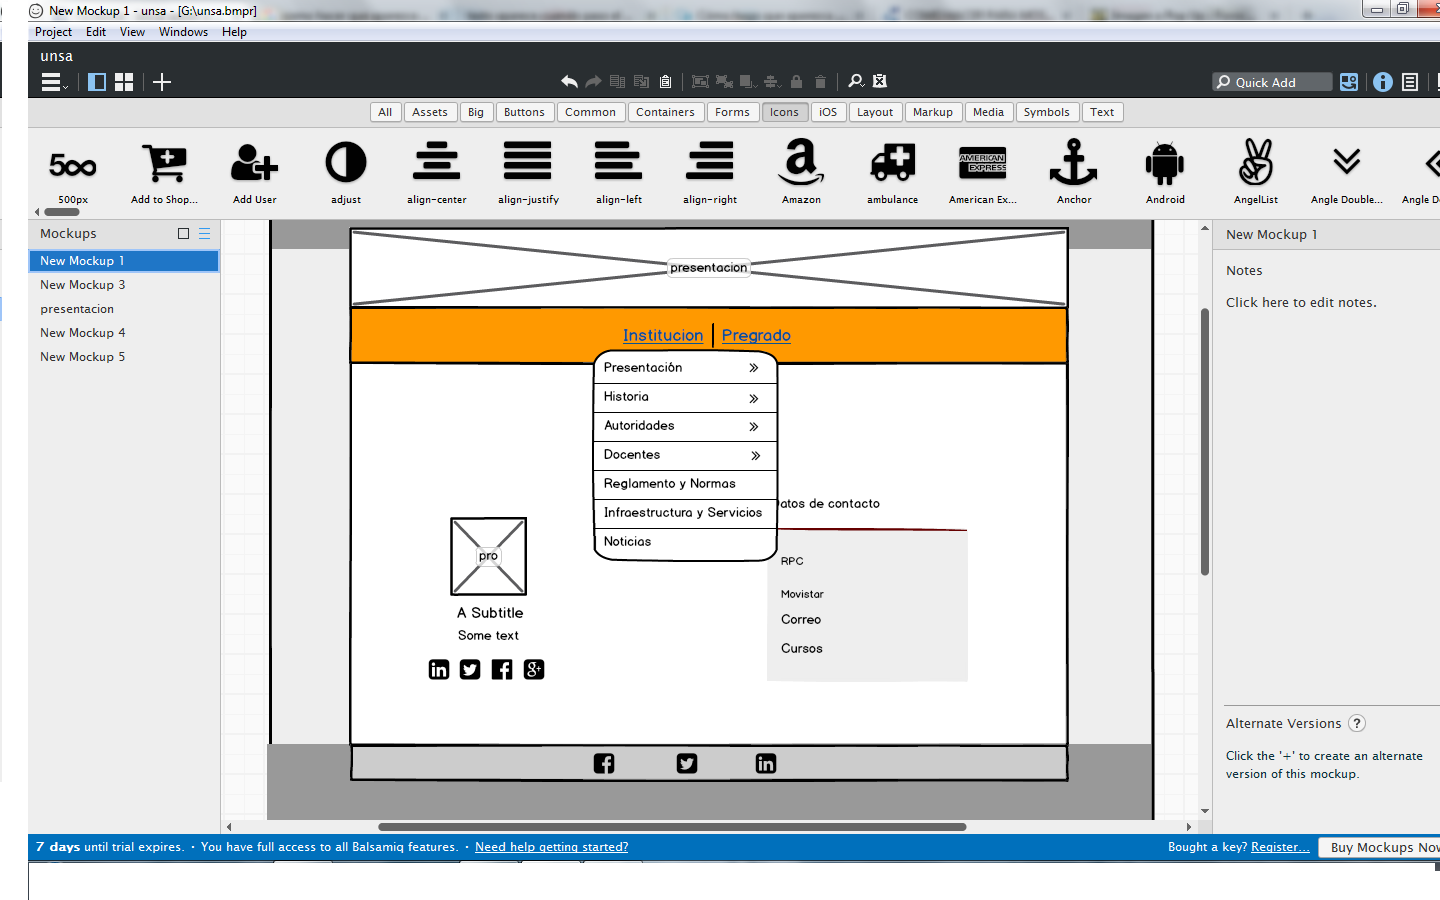 New Mockup 1 - unsa - [G:\unsa.bmpr]
Project Edit View Windows Help
unsa
Quick Add
All Assets Big Buttons Common Containers Forms Icons iOS Layout Markup Media Symbols Text
AMERICAN EXPRESS
500px Add to Shop... Add User adjust align-center align-justify align-left align-right Amazon ambulance American Ex... Anchor Android AngelList Angle Double... Angle D
Mockups
New Mockup 1
New Mockup 3
presentacion
New Mockup 4
New Mockup 5
presentacion
Institucion Pregrado
Presentación
Historia
Autoridades
Docentes
Reglamento y Normas
Infraestructura y Servicios
Noticias
atos de contacto
RPC
Movistar
Correo
Cursos
pro
A Subtitle
Some text
New Mockup 1
Notes
Click here to edit notes.
Alternate Versions ?
Click the '+' to create an alternate
version of this mockup.
7 days until trial expires. · You have full access to all Balsamiq features. · Need help getting started?
Bought a key? Register... Buy Mockups Now